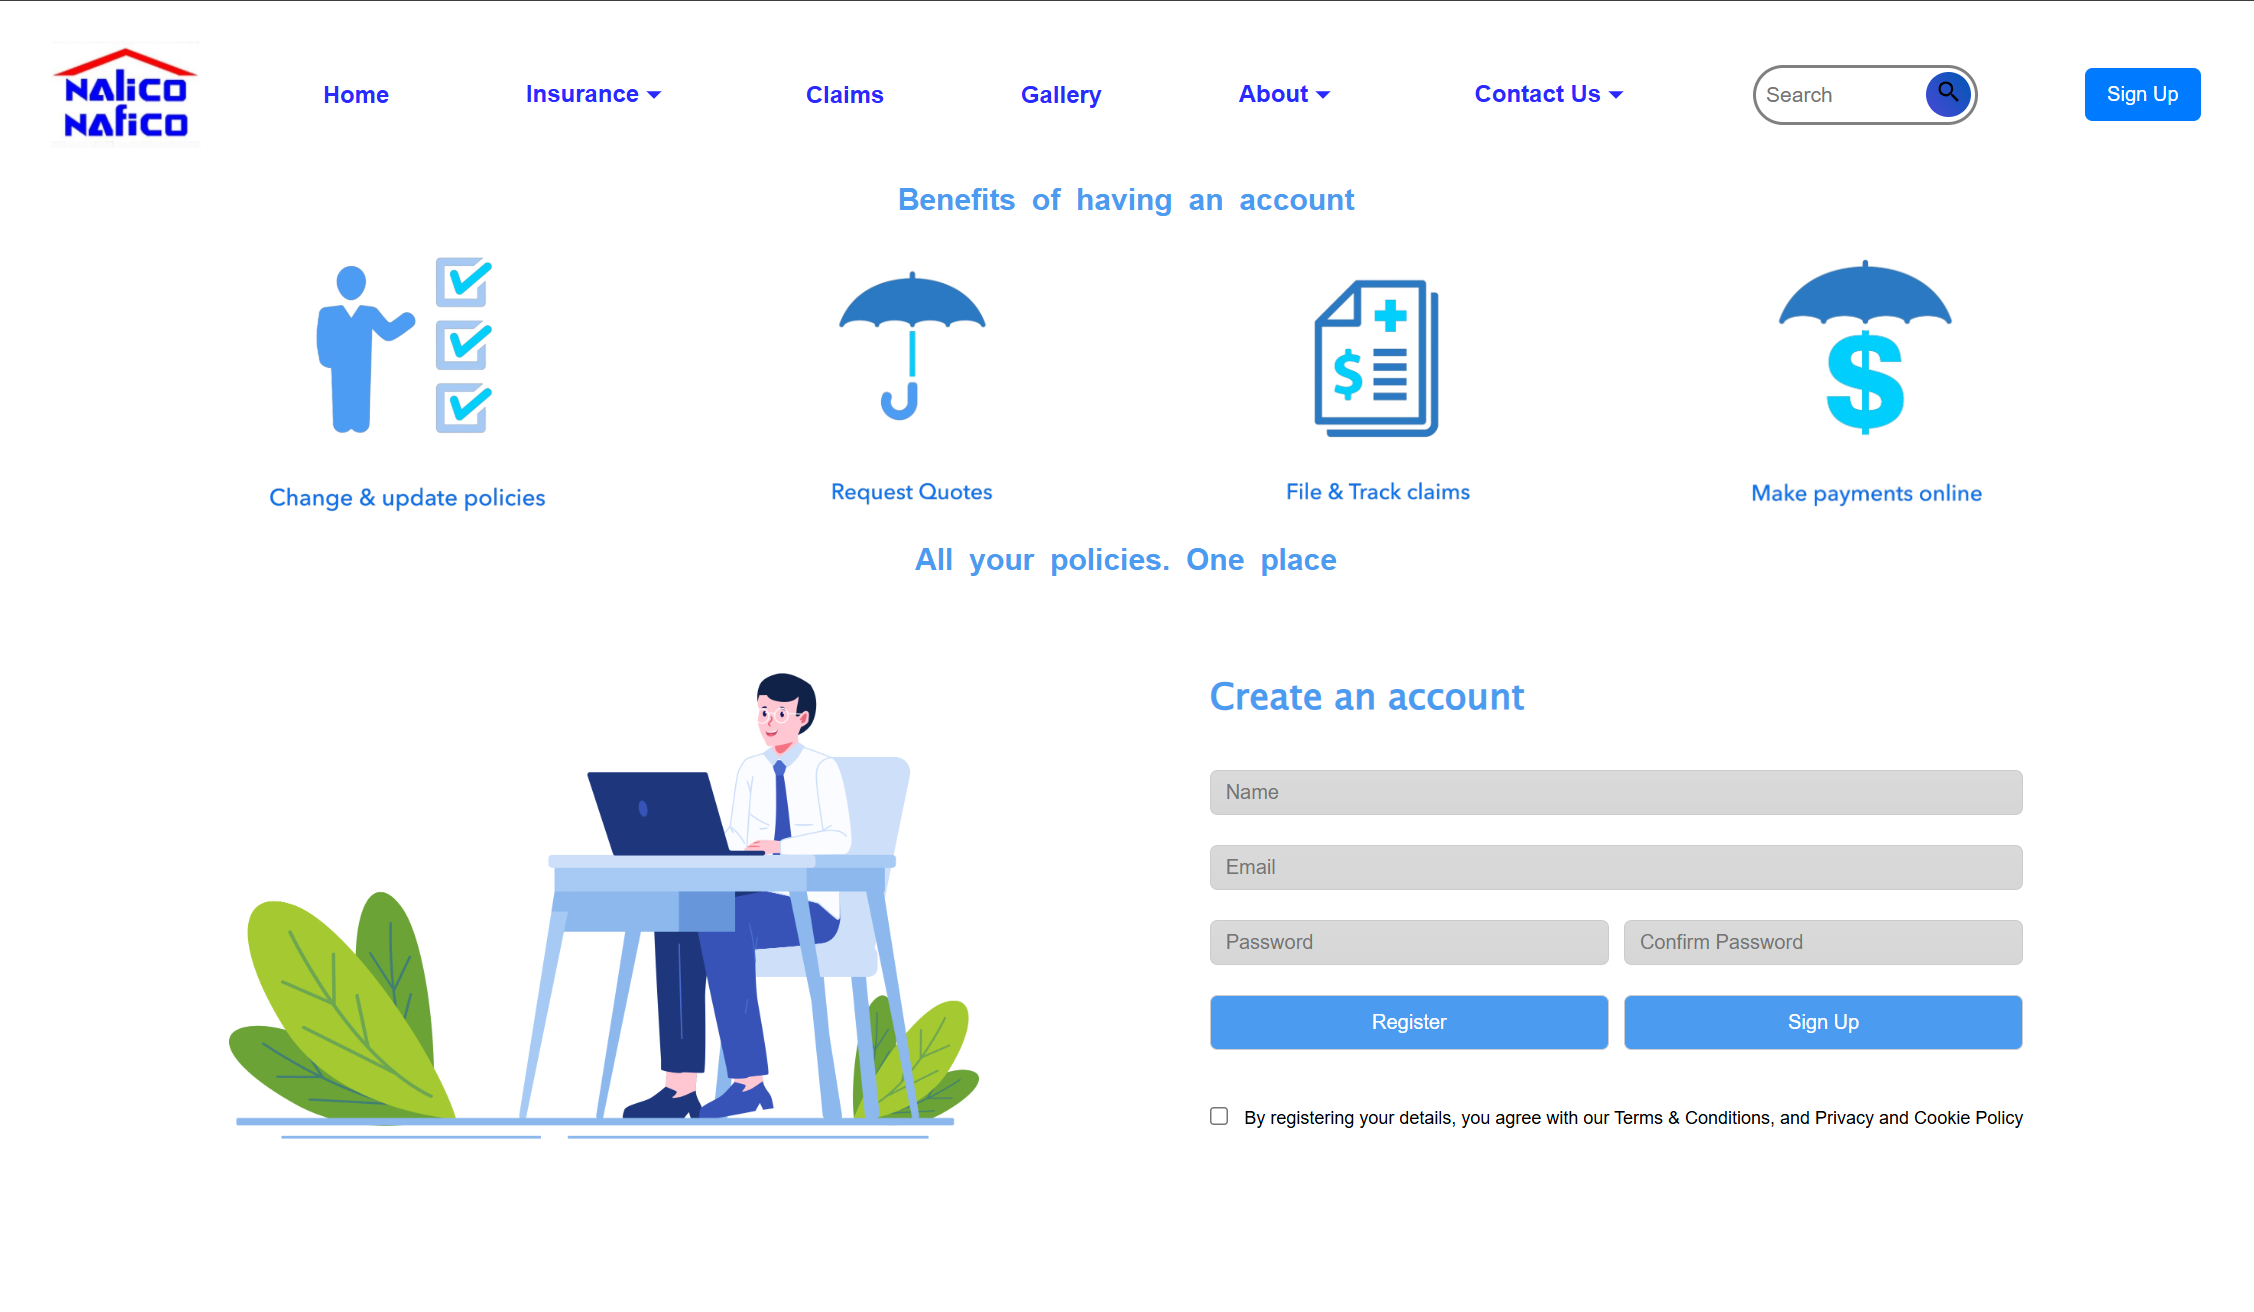 NALiCO
NAfiCO
Home
Insurance
Claims
Gallery
About
Contact Us
Search
Sign Up
Benefits of having an account
Change & update policies
Request Quotes
File & Track claims
Make payments online
All your policies. One place
Create an account
Name
Email
Password
Confirm Password
Register
Sign Up
By registering your details, you agree with our Terms & Conditions, and Privacy and Cookie Policy